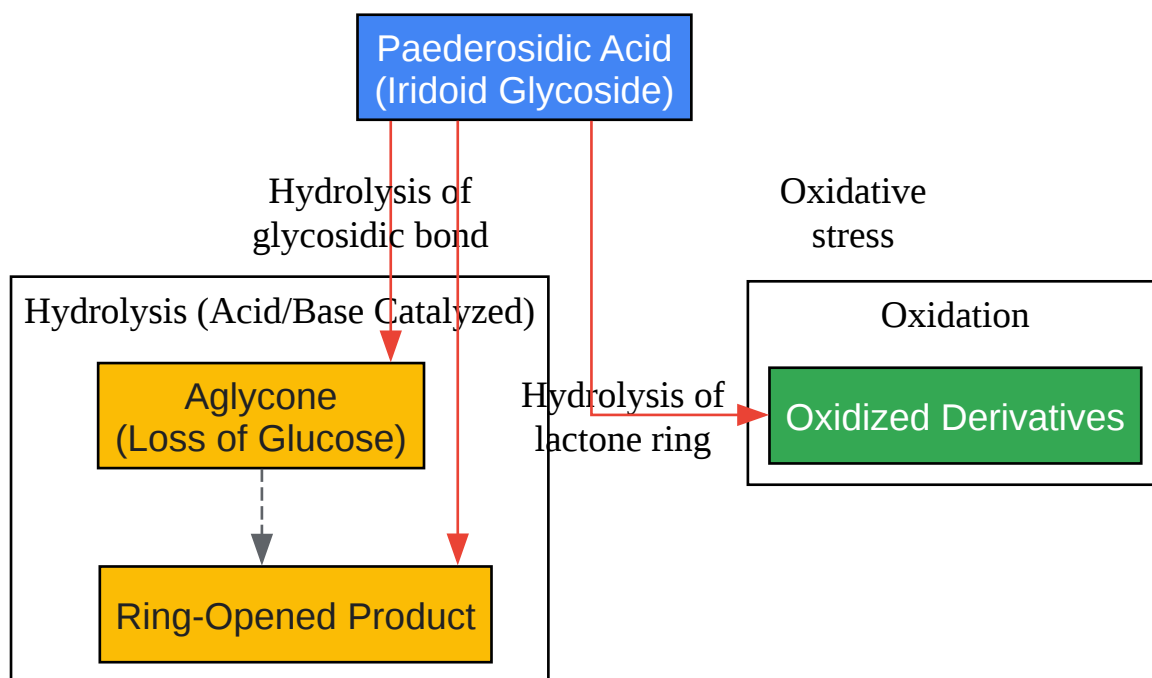 Paederosidic Acid
(Iridoid Glycoside)
Hydrolysis of
glycosidic bond
Oxidative
stress
Hydrolysis (Acid/Base Catalyzed)
Oxidation
Aglycone
(Loss of Glucose)
Hydrolysis of
lactone ring
Oxidized Derivatives
Ring-Opened Product